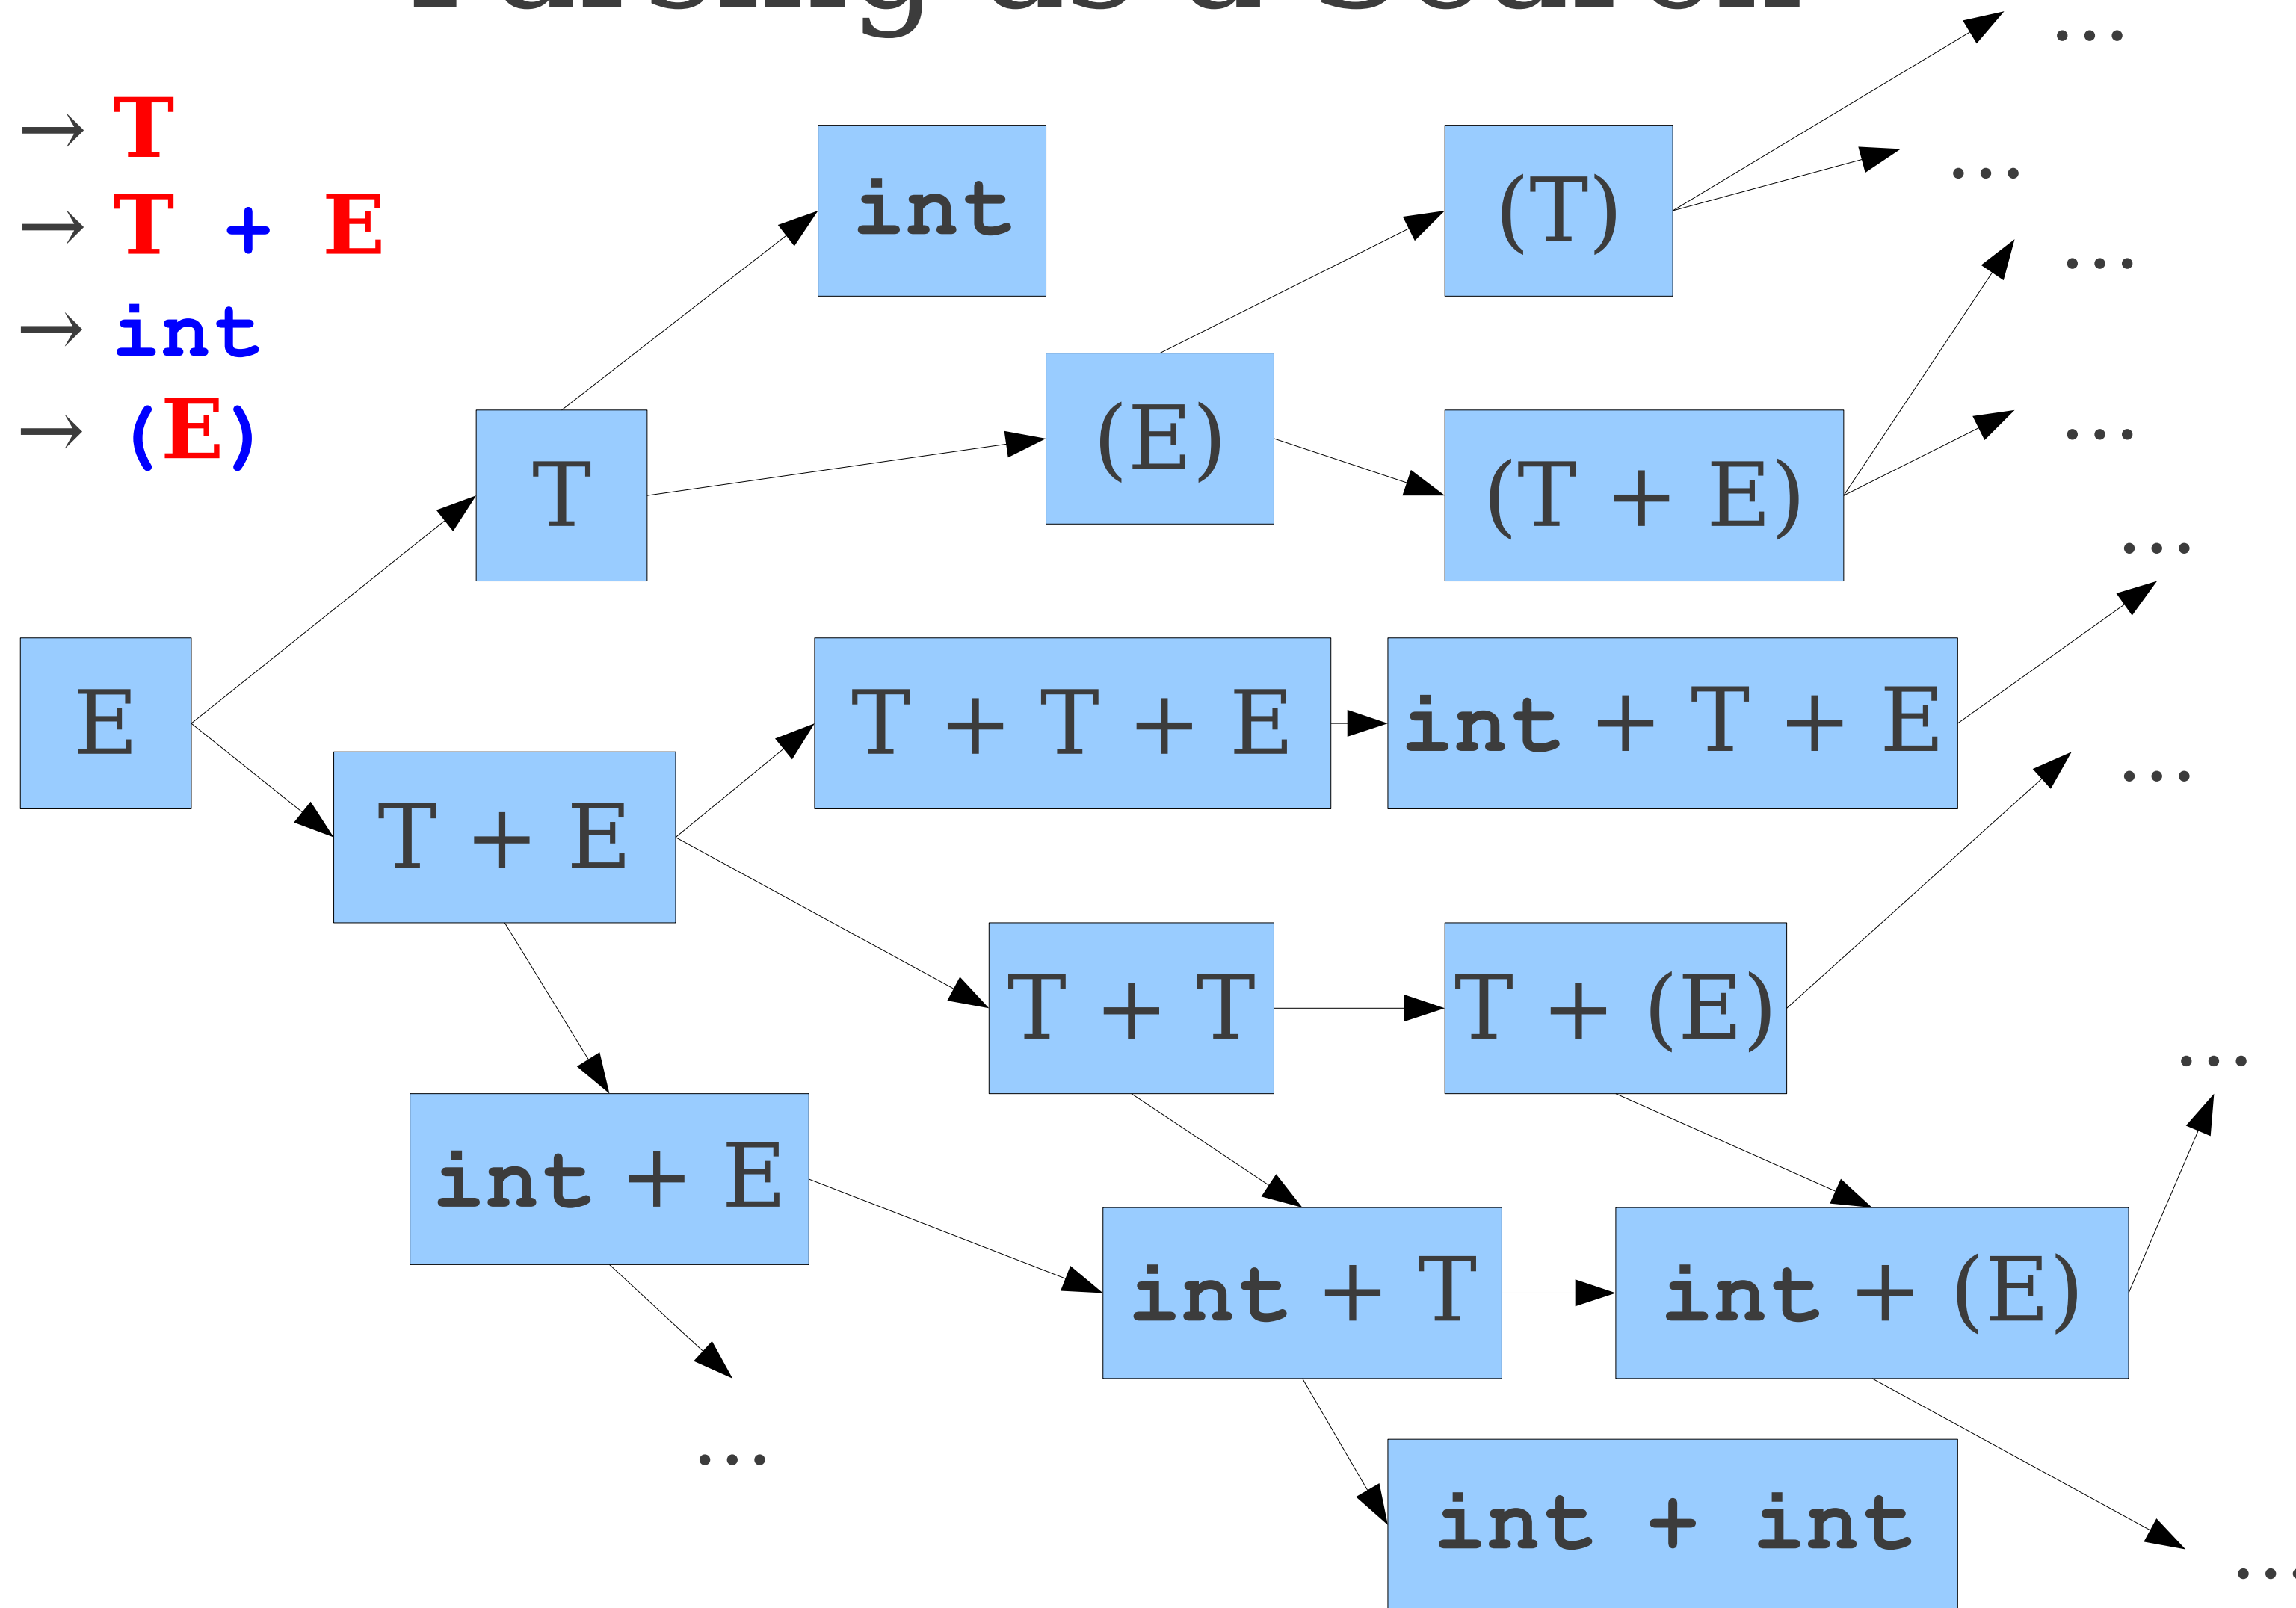 → T
→ T + E
→ int
→ (E)
...
...
int
(T)
...
T
(E)
(T + E)
...
...
E
T + T + E
int + T + E
...
T + E
T + T
T + (E)
...
int + E
int + T
int + (E)
...
int + int
...